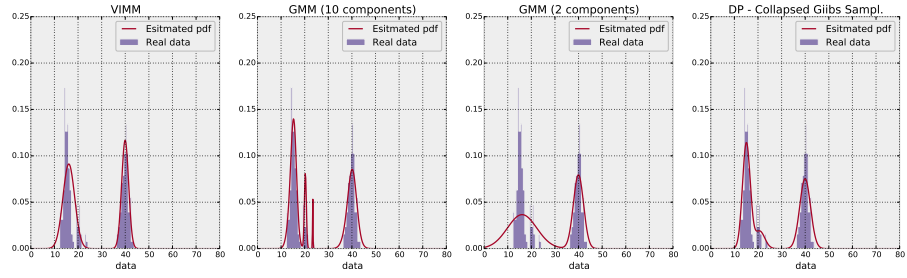 VIMM
Esitmated pdf
Real data
0.25
0.20
0.15
0.10
0.05
0.00
0 10 20 30 40 50 60 70 80
data
GMM (10 components)
Esitmated pdf
Real data
0.25
0.20
0.15
0.10
0.05
0.00
0 10 20 30 40 50 60 70 80
data
GMM (2 components)
Esitmated pdf
Real data
0.25
0.20
0.15
0.10
0.05
0.00
0 10 20 30 40 50 60 70 80
data
DP - Collapsed Giibs Sampl.
Esitmated pdf
Real data
0.25
0.20
0.15
0.10
0.05
0.00
0 10 20 30 40 50 60 70 80
data